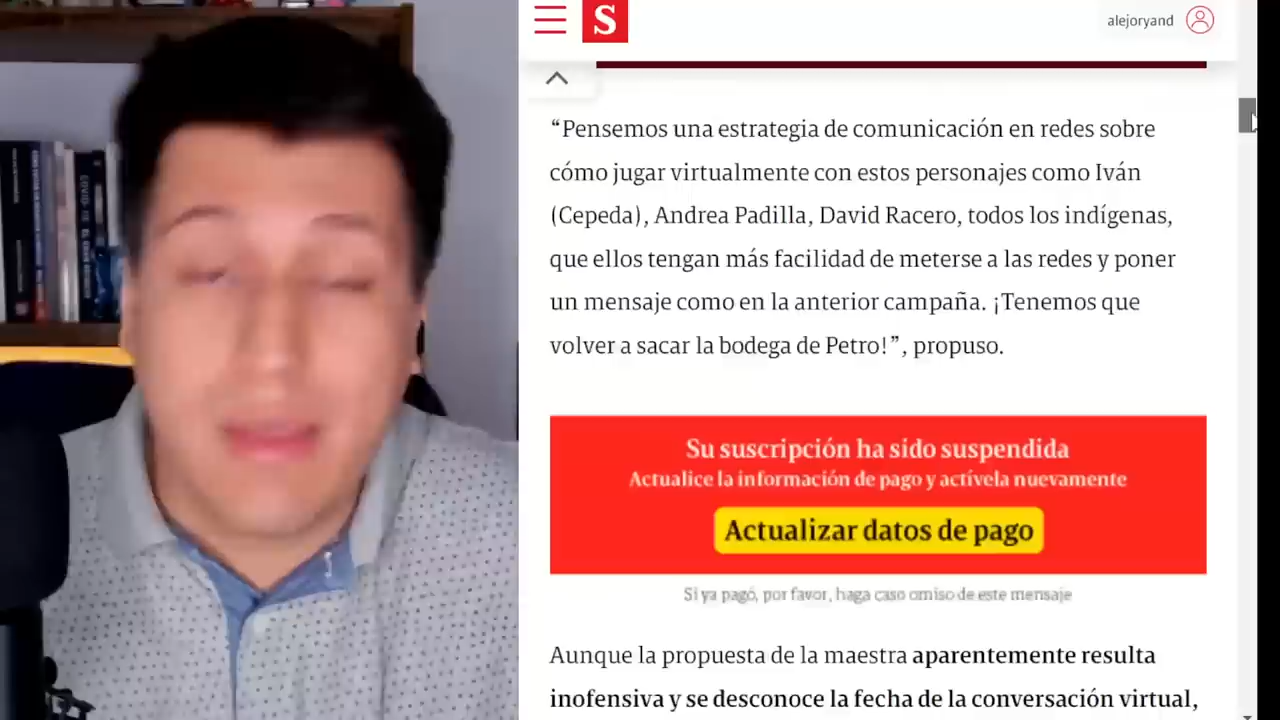 S
alejoryand
“Pensemos una estrategia de comunicación en redes sobre
cómo jugar virtualmente con estos personajes como Iván
(Cepeda), Andrea Padilla, David Racero, todos los indígenas,
que ellos tengan más facilidad de meterse a las redes y poner
un mensaje como en la anterior campaña. ¡Tenemos que
volver a sacar la bodega de Petro!”, propuso.
Su suscripción ha sido suspendida
Actualice la información de pago y actívela nuevamente
Actualizar datos de pago
Si ya pagó, por favor, haga caso omiso de este mensaje
Aunque la propuesta de la maestra aparentemente resulta
inofensiva y se desconoce la fecha de la conversación virtual,